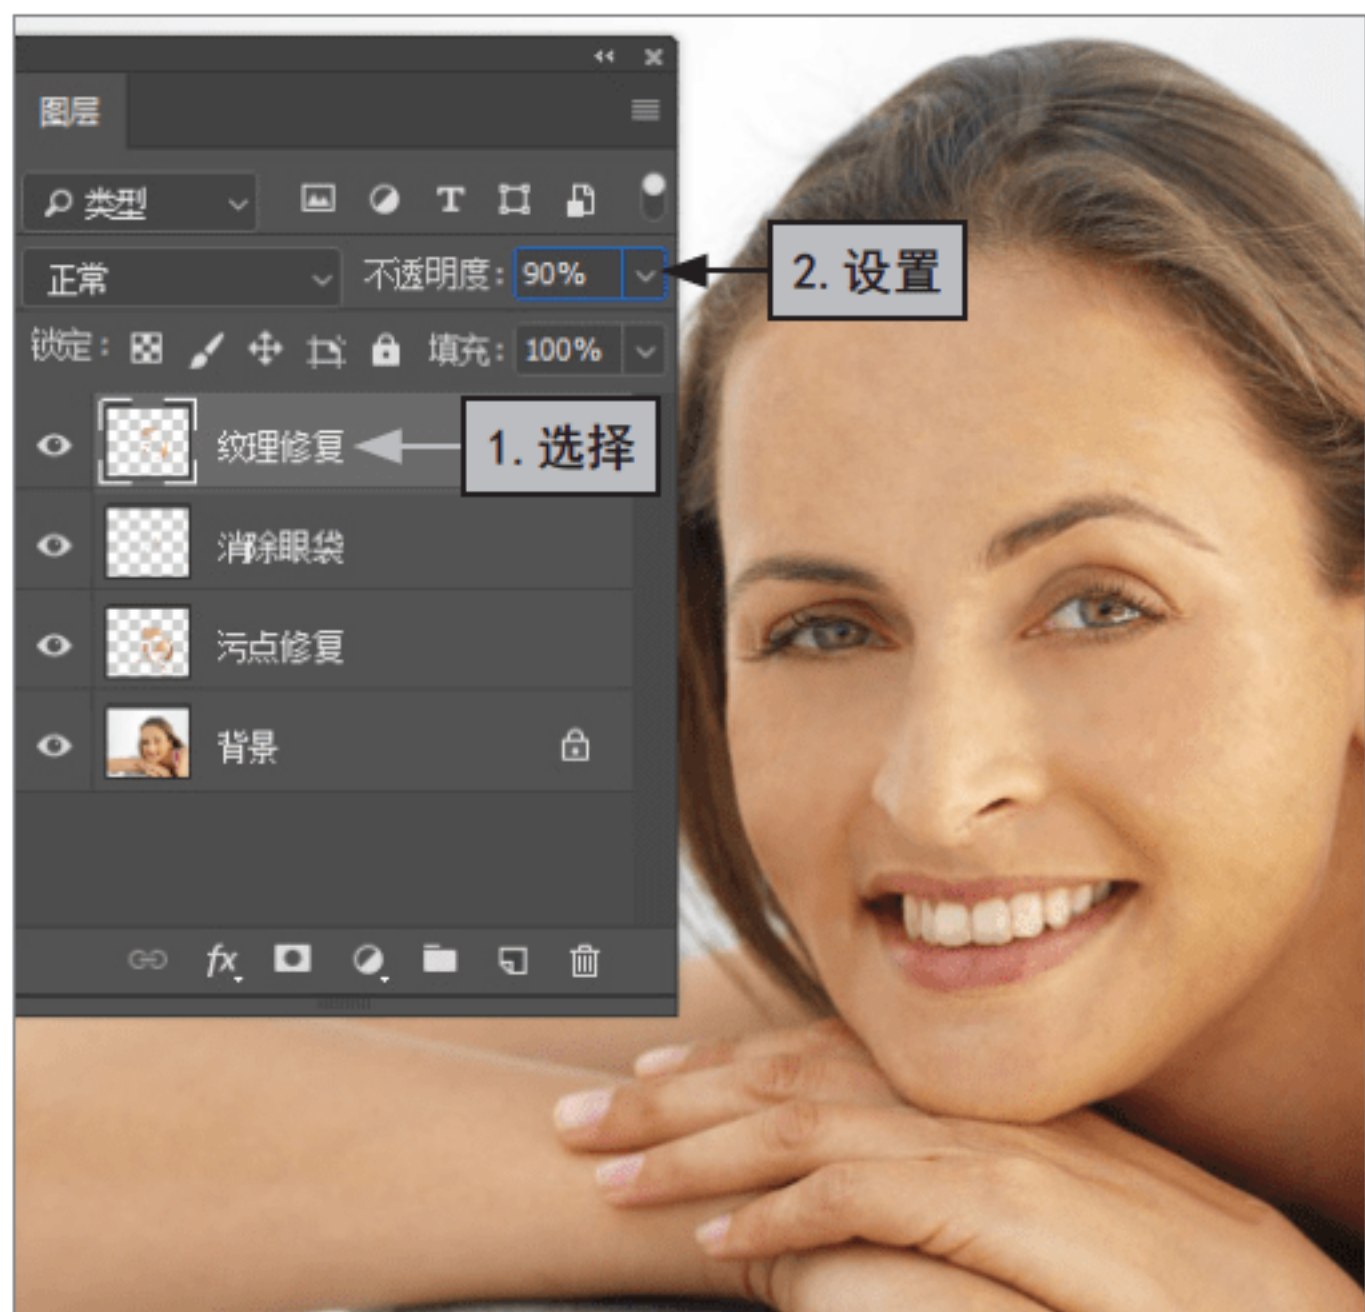 图层
类型
正常
不透明度: 90%
2. 设置
锁定:
填充: 100%
纹理修复
1. 选择
消除眼袋
污点修复
背景
fx